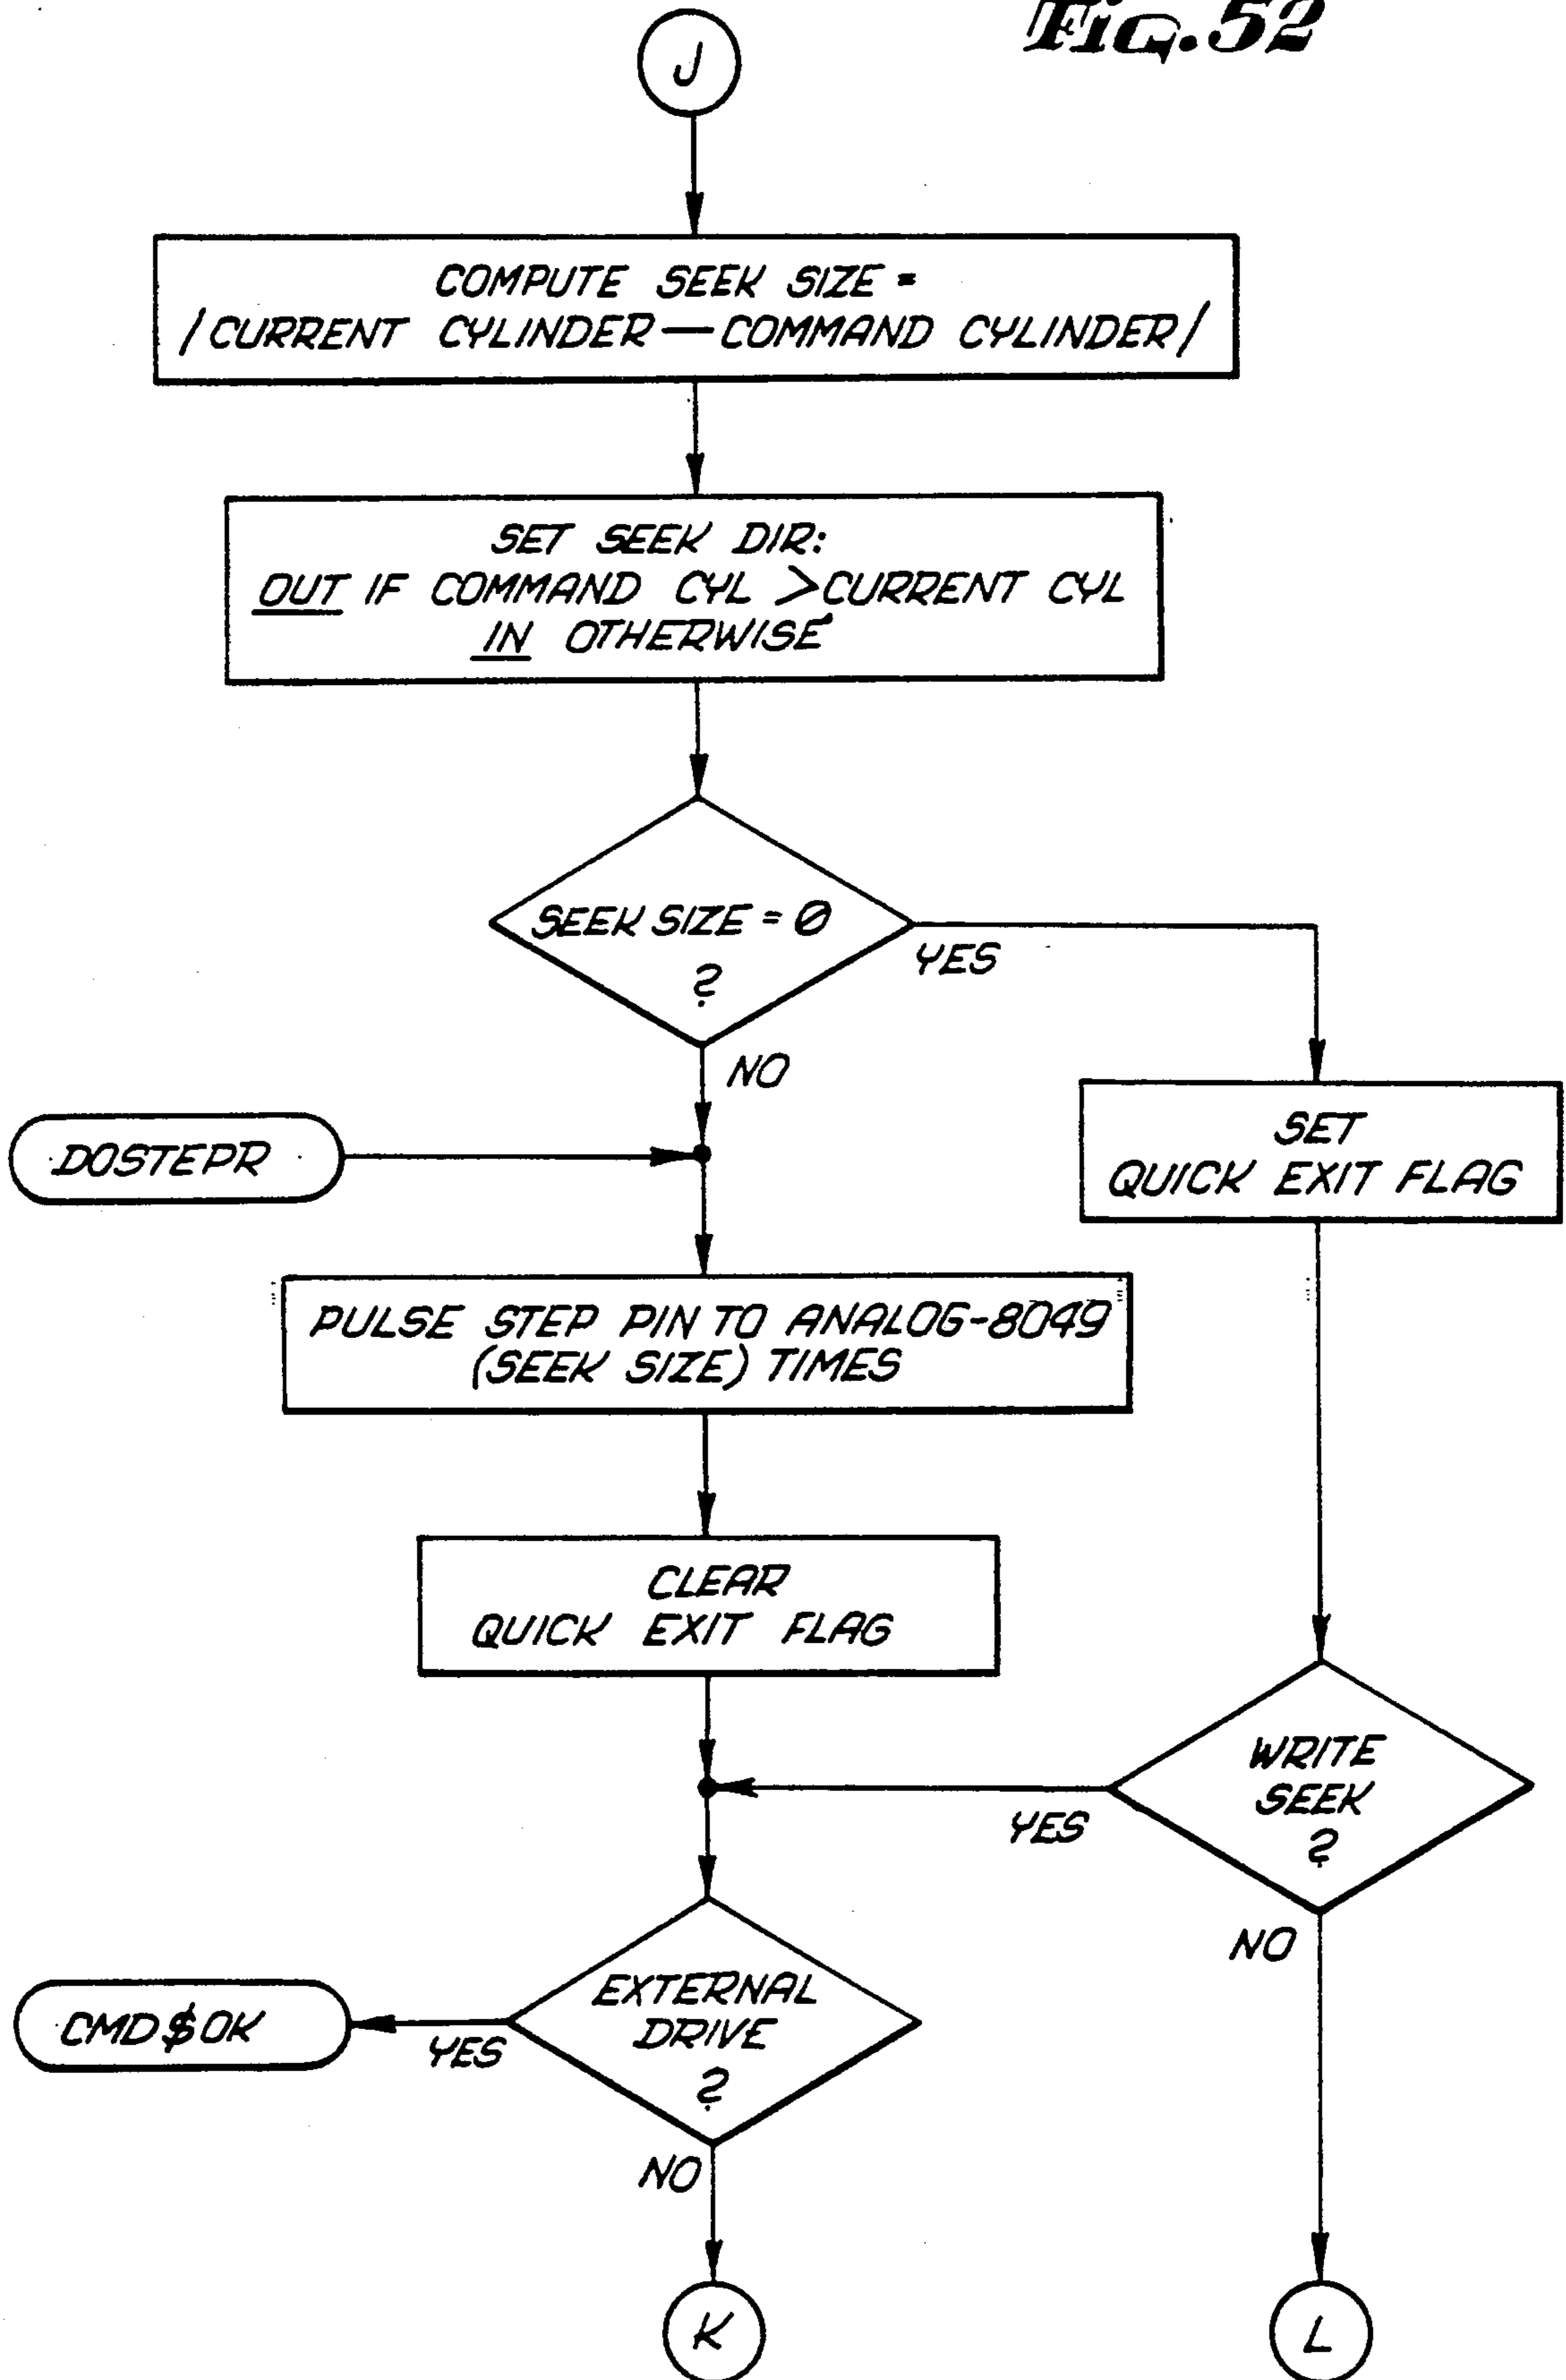 Fig. 52
J
COMPUTE SEEK SIZE =
/CURRENT CYLINDER — COMMAND CYLINDER/
SET SEEK DIR:
OUT IF COMMAND CYL > CURRENT CYL
IN OTHERWISE
SEEK SIZE = Ø
?
YES
NO
DOSTEPR
SET
QUICK EXIT FLAG
PULSE STEP PIN TO ANALOG-8049
(SEEK SIZE) TIMES
CLEAR
QUICK EXIT FLAG
WRITE
SEEK
?
YES
NO
EXTERNAL
DRIVE
?
CMD$OK
YES
NO
K
L